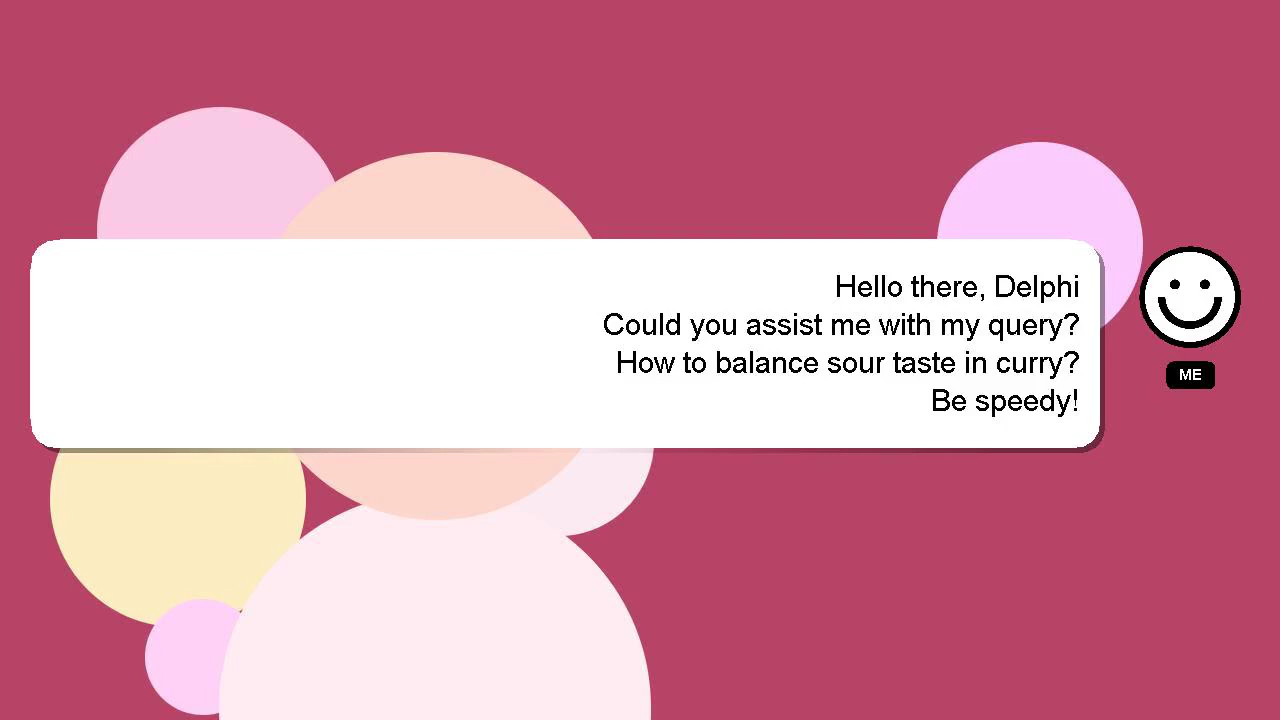 Hello there, Delphi
Could you assist me with my query?
How to balance sour taste in curry?
Be speedy!
ME